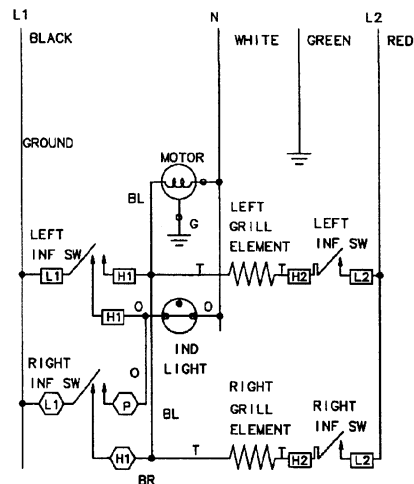 L1 N L2
BLACK WHITE GREEN RED
GROUND
MOTOR
BL
G
LEFT
INF SW
LEFT
GRILL
ELEMENT
LEFT
INF SW
L1 H1 T T H2 L2
H1 O O
IND
LIGHT
RIGHT
INF SW
O
L1 P
BL
RIGHT
GRILL
ELEMENT
RIGHT
INF SW
H1 T T H2 L2
BR